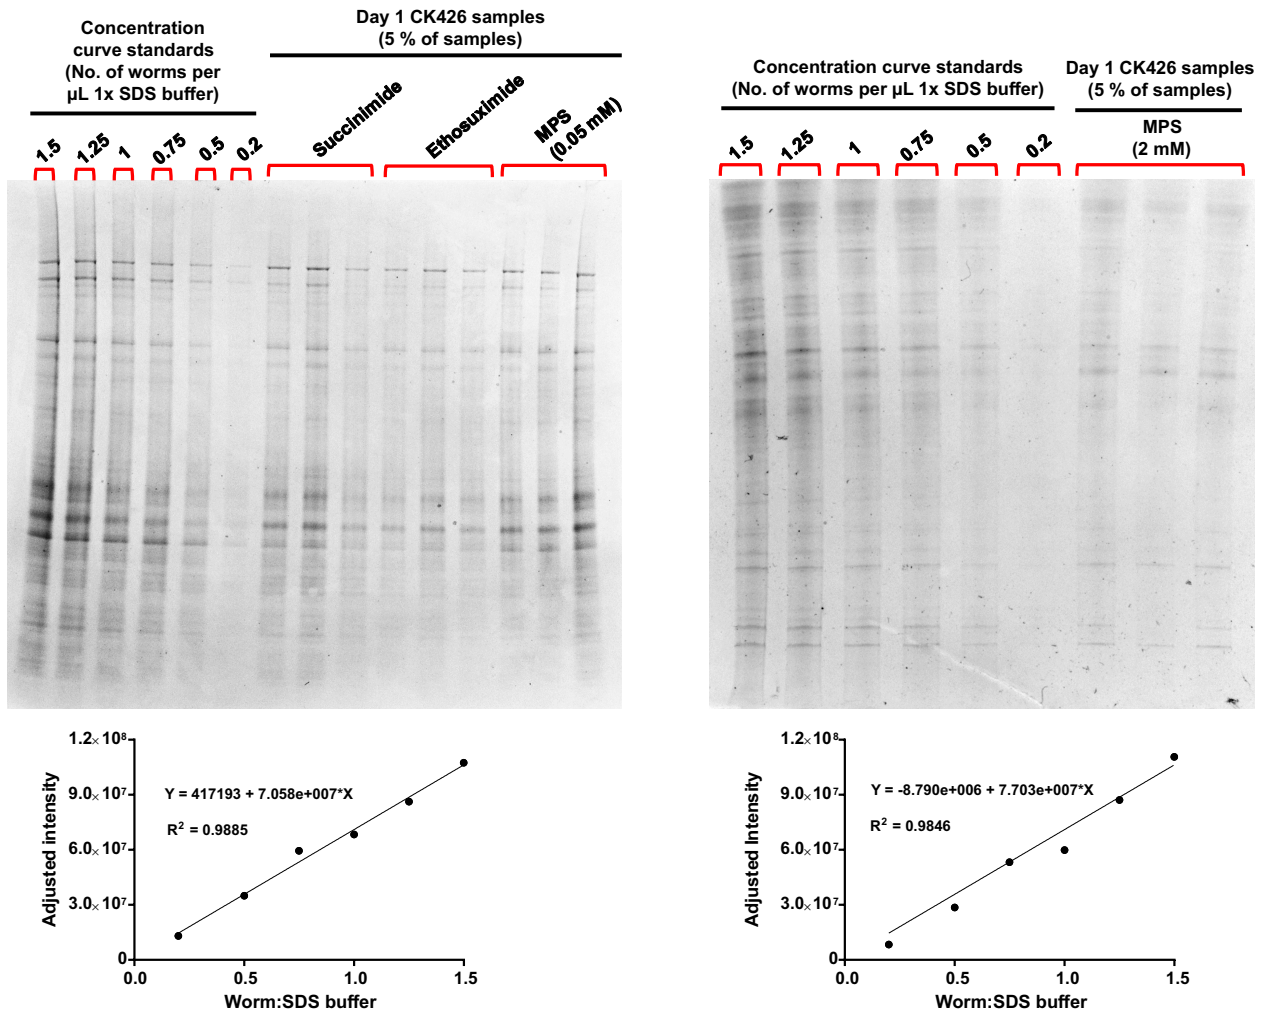 Concentration
curve standards
(No. of worms per
µL 1x SDS buffer)
Day 1 CK426 samples
(5 % of samples)
1.5
1.25
1
0.75
0.5
0.2
Succinimide
Ethosuximide
MPS
(0.05 mM)
Concentration curve standards
(No. of worms per µL 1x SDS buffer)
Day 1 CK426 samples
(5 % of samples)
1.5
1.25
1
0.75
0.5
0.2
MPS
(2 mM)
Adjusted intensity
1.2× 10⁸
9.0× 10⁷
6.0× 10⁷
3.0× 10⁷
0
Y = 417193 + 7.058e+007*X
R² = 0.9885
0.0 0.5 1.0 1.5
Worm:SDS buffer
Adjusted Intensity
1.2× 10⁸
9.0× 10⁷
6.0× 10⁷
3.0× 10⁷
0
Y = -8.790e+006 + 7.703e+007*X
R² = 0.9846
0.0 0.5 1.0 1.5
Worm:SDS buffer